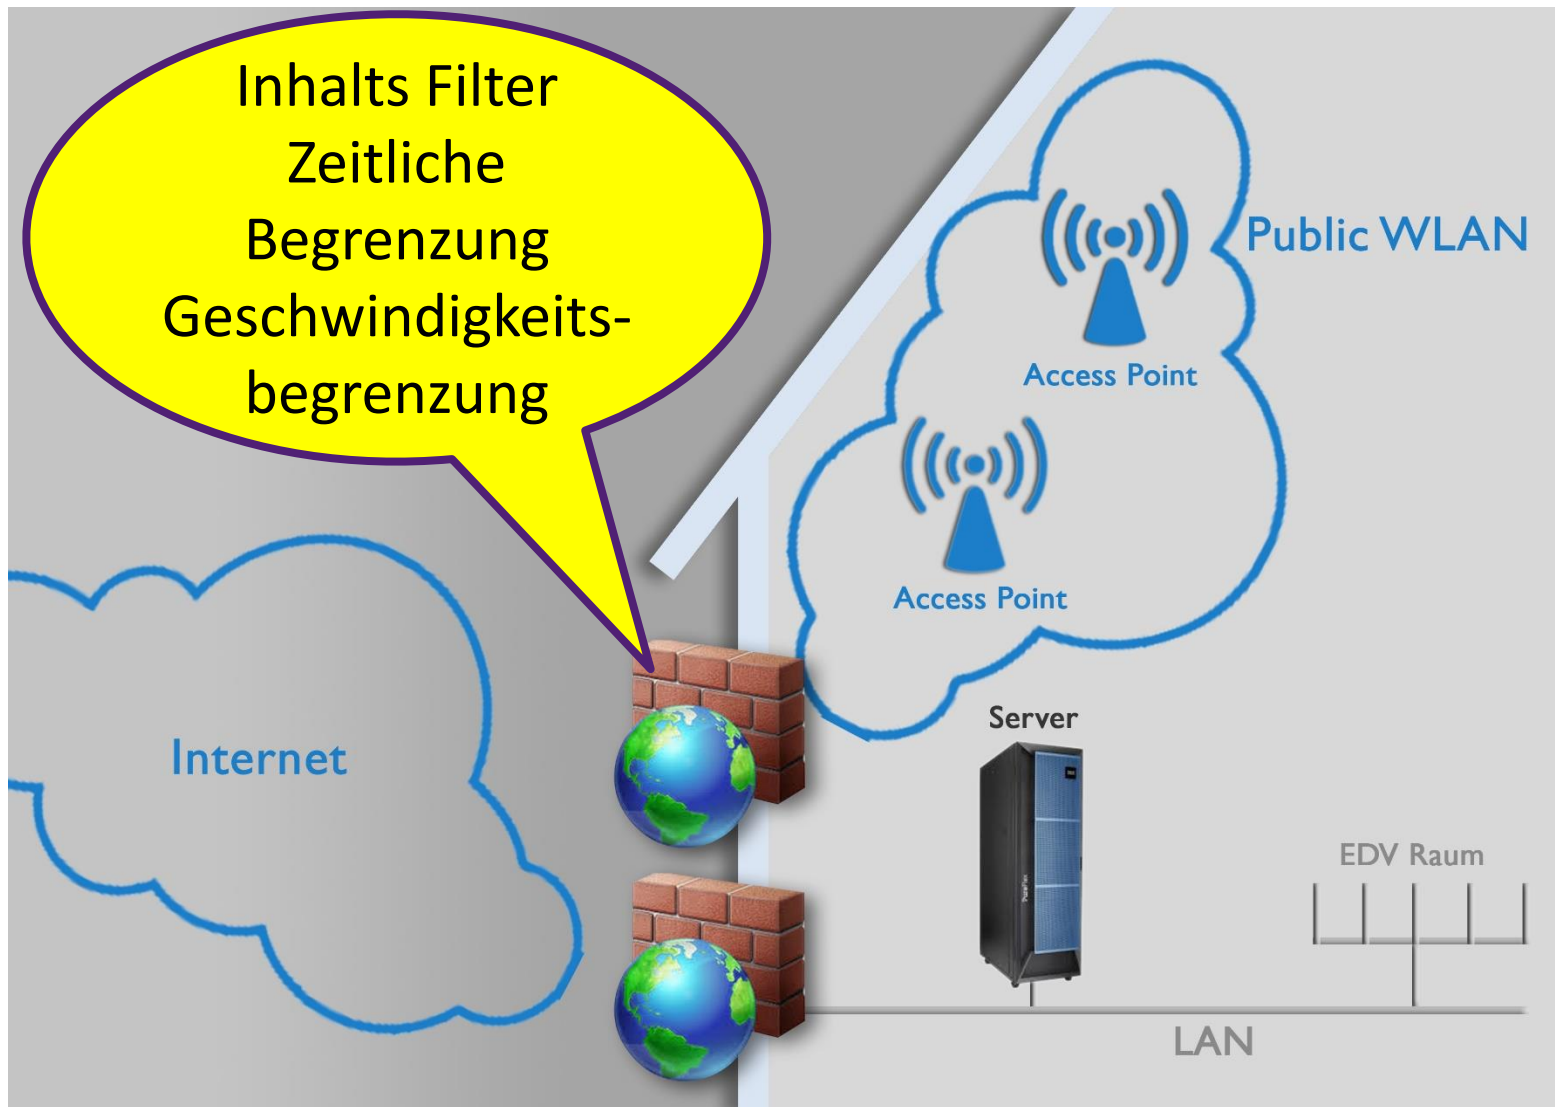 Inhalts Filter
Zeitliche
Begrenzung
Geschwindigkeits-
begrenzung
Public WLAN
Access Point
Access Point
Server
Internet
EDV Raum
LAN